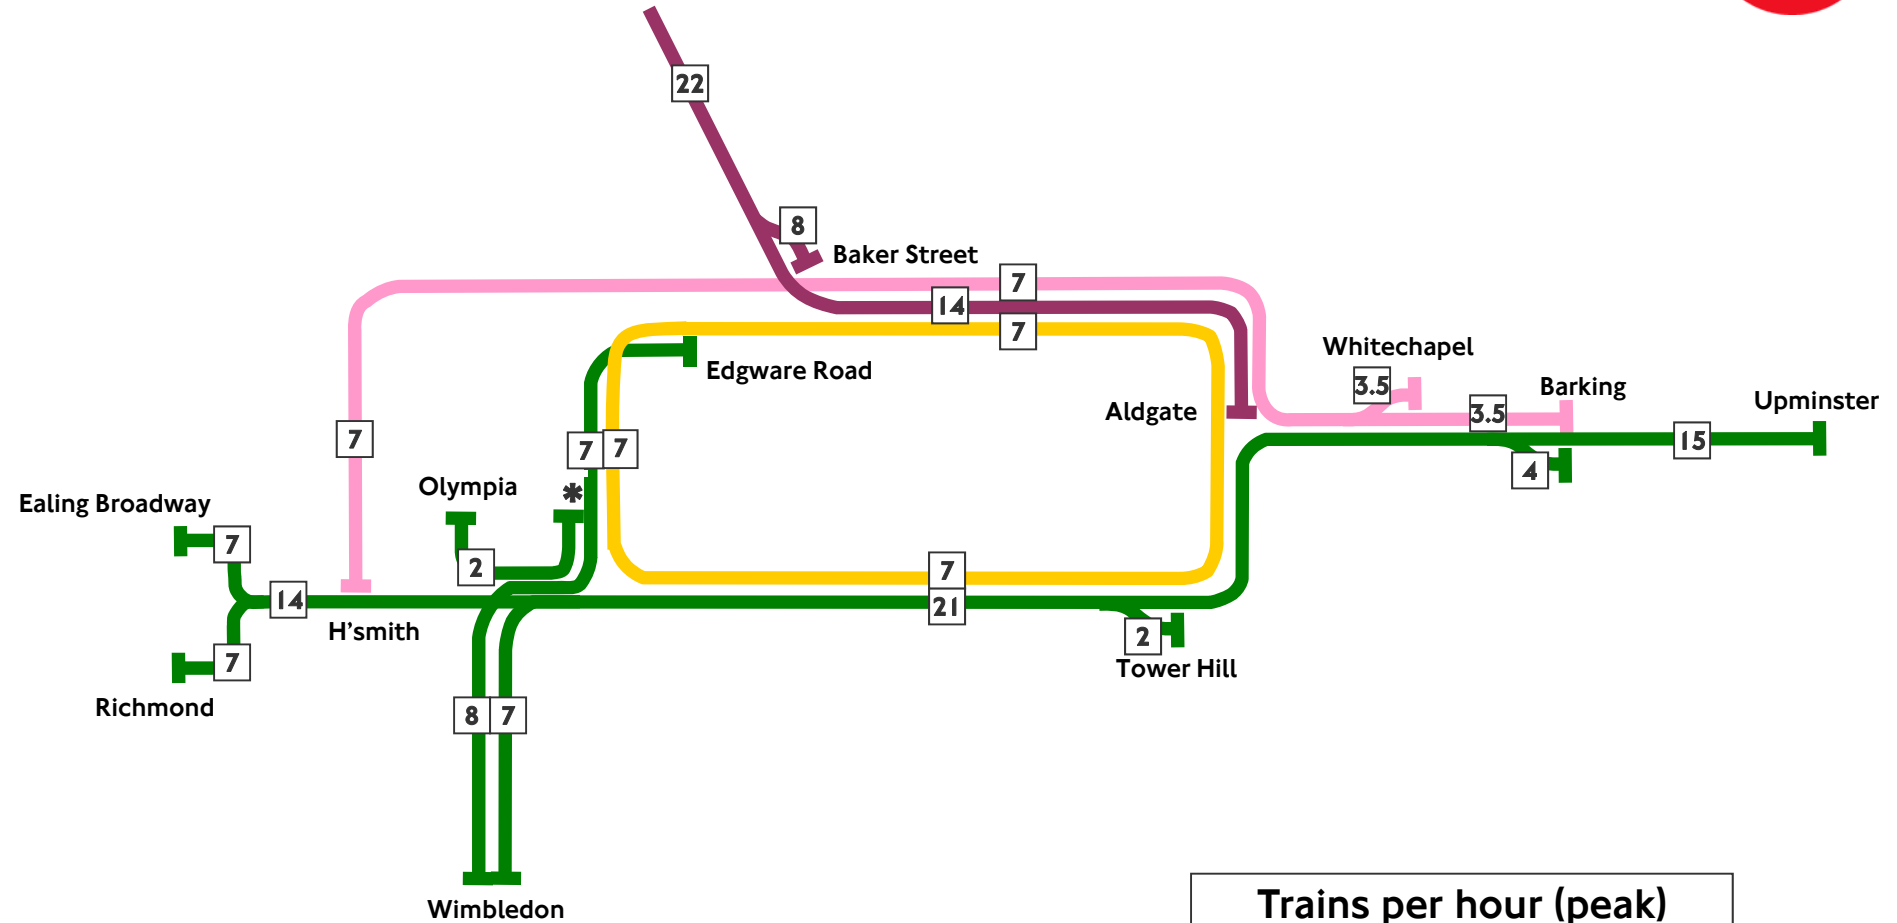 22
8
Baker Street
7
14
7
Edgware Road
Whitechapel
3.5
Barking
3.5
Upminster
Aldgate
7
7 7
15
4
Olympia
*
Ealing Broadway
7
2
7
14
21
H'smith
2
7
Tower Hill
Richmond
8 7
Wimbledon
Trains per hour (peak)